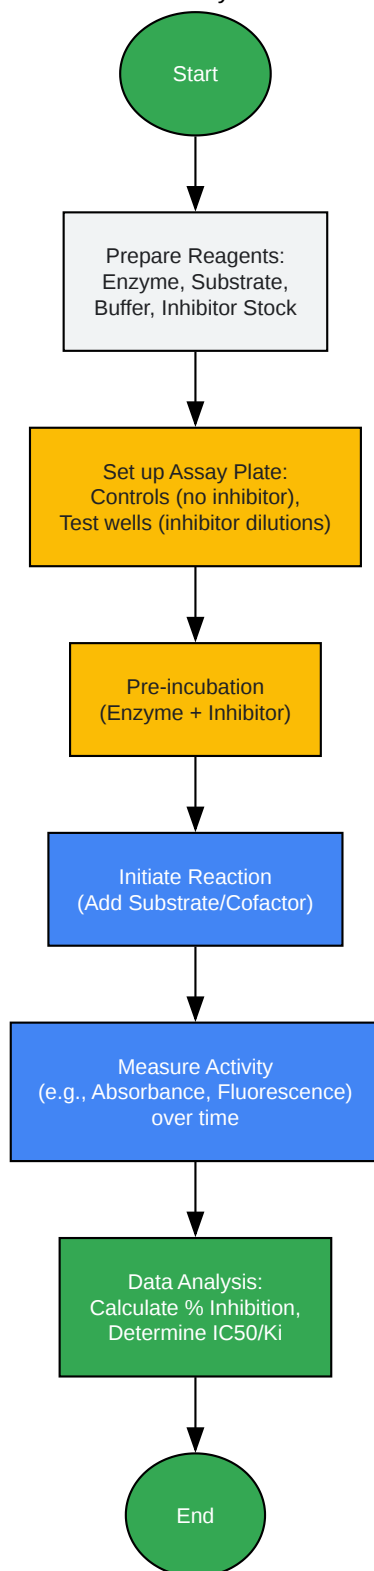 Start
Prepare Reagents:
Enzyme, Substrate,
Buffer, Inhibitor Stock
Set up Assay Plate:
Controls (no inhibitor),
Test wells (inhibitor dilutions)
Pre-incubation
(Enzyme + Inhibitor)
Initiate Reaction
(Add Substrate/Cofactor)
Measure Activity
(e.g., Absorbance, Fluorescence)
over time
Data Analysis:
Calculate % Inhibition,
Determine IC50/Ki
End